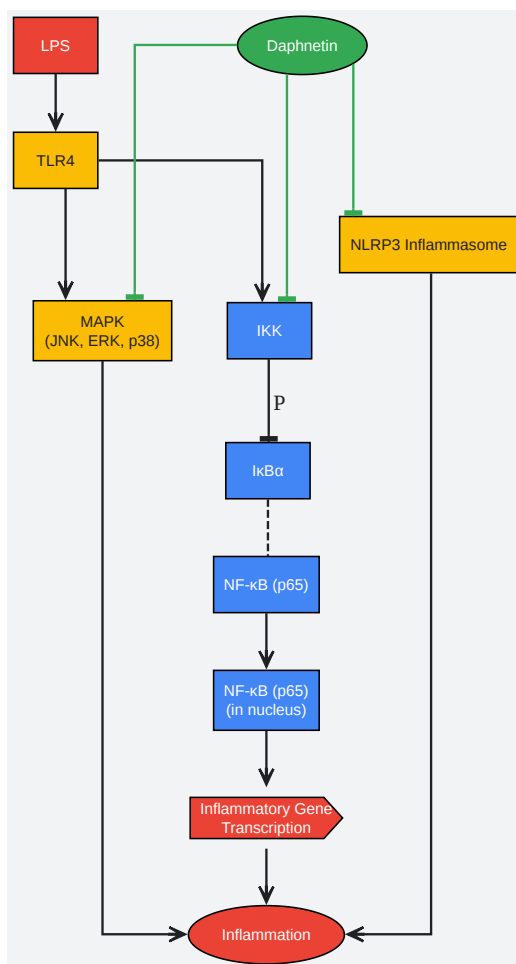 LPS
Daphnetin
TLR4
NLRP3 Inflammasome
MAPK
(JNK, ERK, p38)
IKK
P
IκBα
NF-κB (p65)
NF-κB (p65)
(in nucleus)
Inflammatory Gene
Transcription
Inflammation